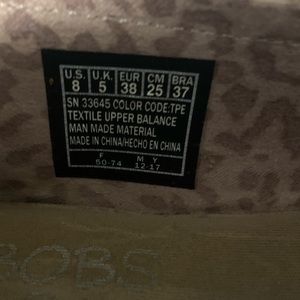 U.S. U.K. EUR CM BRA
8 5 38 25 37
SN 33645 COLOR CODE:TPE
TEXTILE UPPER BALANCE
MAN MADE MATERIAL
MADE IN CHINA/HECHO EN CHINA
F M Y
50-74 12-17
BOBS